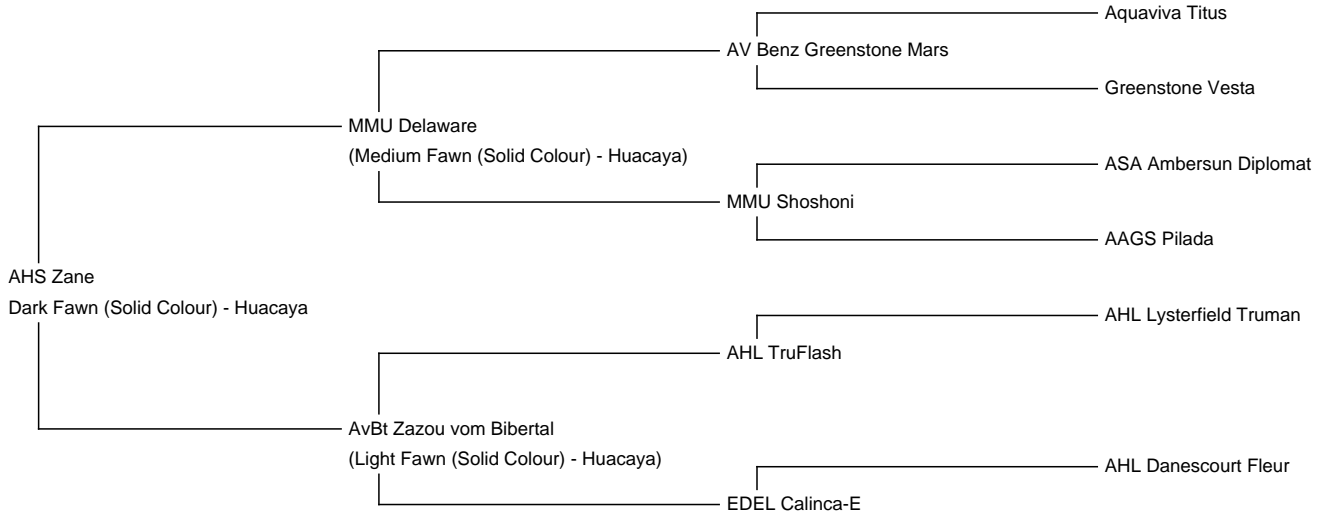 Aquaviva Titus
AV Benz Greenstone Mars
Greenstone Vesta
MMU Delaware
(Medium Fawn (Solid Colour) - Huacaya)
ASA Ambersun Diplomat
MMU Shoshoni
AAGS Pilada
AHS Zane
Dark Fawn (Solid Colour) - Huacaya
AHL Lysterfield Truman
AHL TruFlash
AvBt Zazou vom Bibertal
(Light Fawn (Solid Colour) - Huacaya)
AHL Danescourt Fleur
EDEL Calinca-E